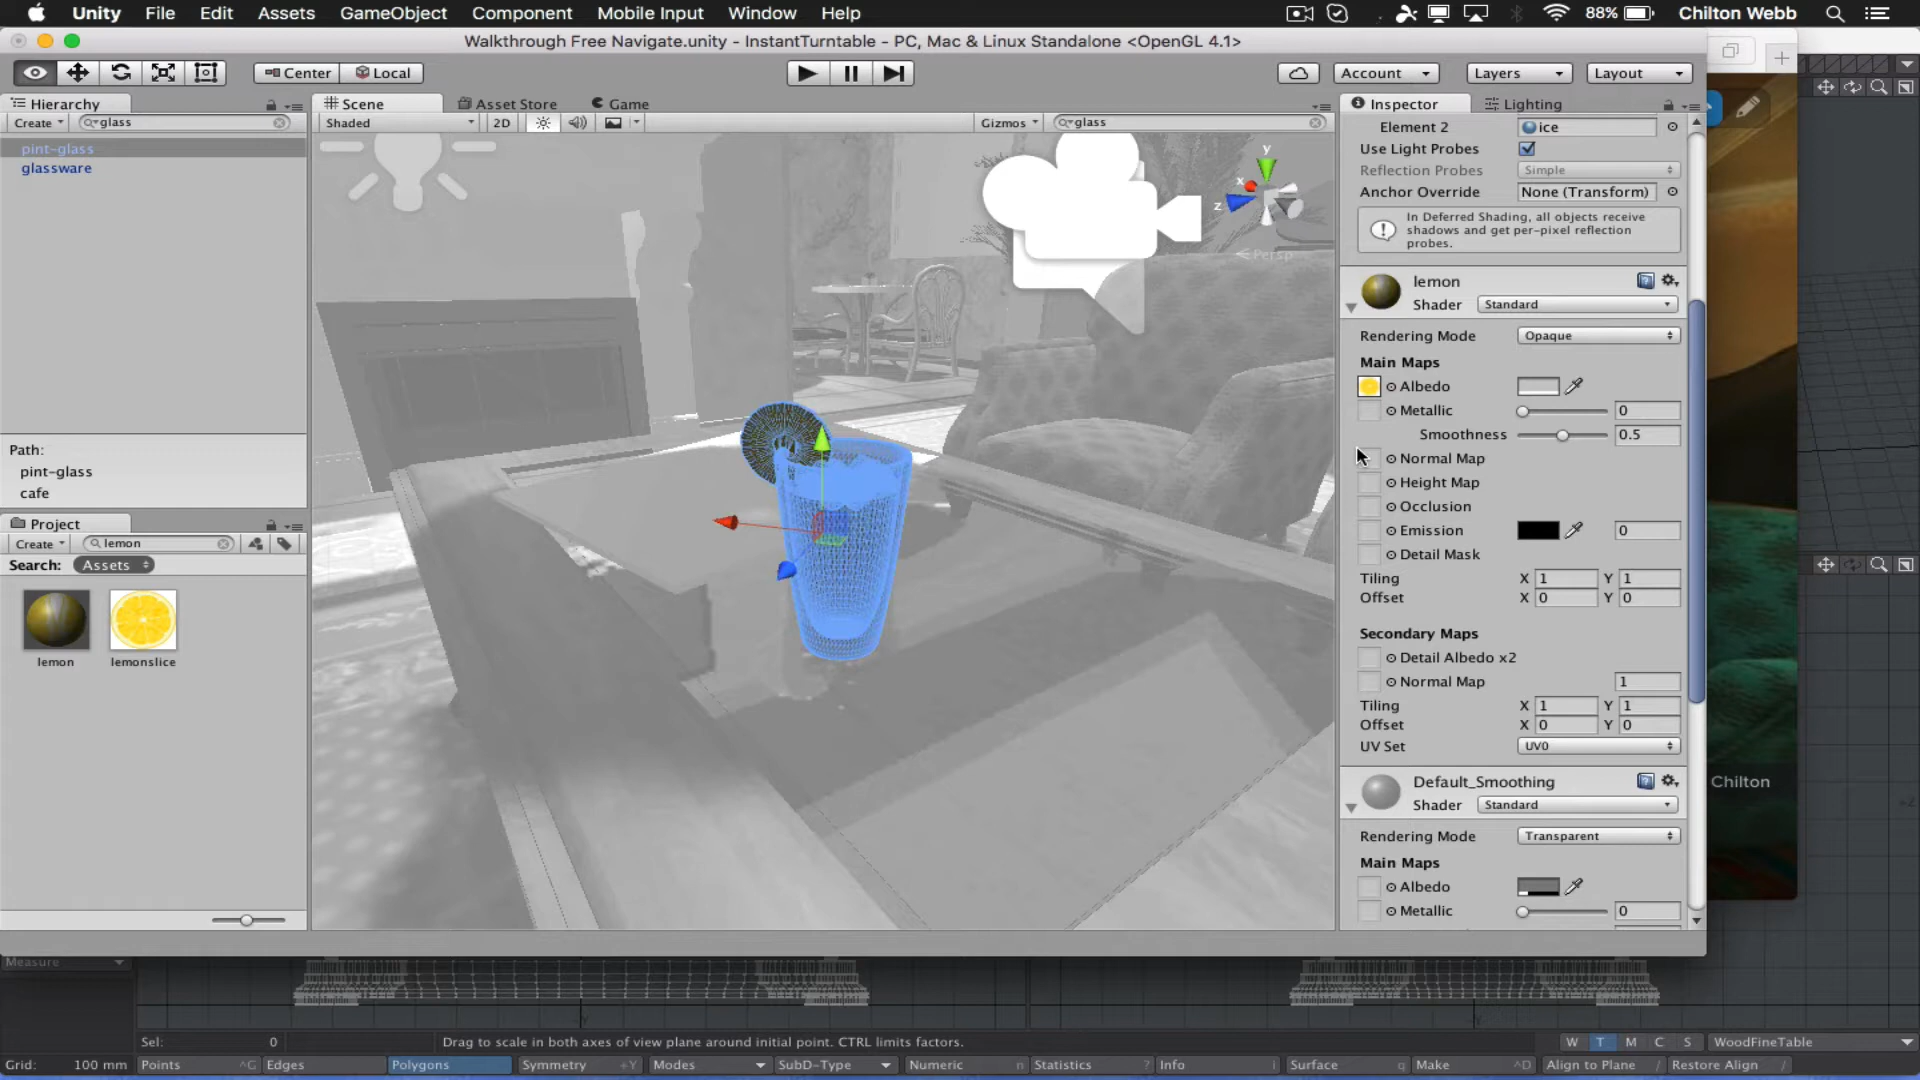 Unity File Edit Assets GameObject Component Mobile Input Window Help 88% Chilton Webb
Walkthrough Free Navigate.unity - InstantTurntable - PC, Mac & Linux Standalone <OpenGL 4.1>
Center Local Account Layers Layout
Hierarchy
Create glass
pint-glass
glassware
Path:
pint-glass
cafe
Project
Create lemon
Search: Assets
lemon lemonslice
Scene Asset Store Game
Shaded 2D Gizmos glass
y
x
z
Persp
Inspector Lighting
Element 2 ice
Use Light Probes
Reflection Probes Simple
Anchor Override None (Transform)
In Deferred Shading, all objects receive
shadows and get per-pixel reflection
probes.
lemon
Shader Standard
Rendering Mode Opaque
Main Maps
Albedo
Metallic 0
Smoothness 0.5
Normal Map
Height Map
Occlusion
Emission 0
Detail Mask
Tiling X 1 Y 1
Offset X 0 Y 0
Secondary Maps
Detail Albedo x2
Normal Map 1
Tiling X 1 Y 1
Offset X 0 Y 0
UV Set UV0
Default_Smoothing
Shader Standard
Rendering Mode Transparent
Main Maps
Albedo
Metallic 0
Chilton
Measure
Sel: 0 Drag to scale in both axes of view plane around initial point. CTRL limits factors. W T M C S WoodFineTable
Grid: 100 mm Points ^G Edges Polygons ^H Symmetry +Y Modes SubD-Type Numeric n Statistics ? Info i Surface q Make ^D Align to Plane / Restore Align /